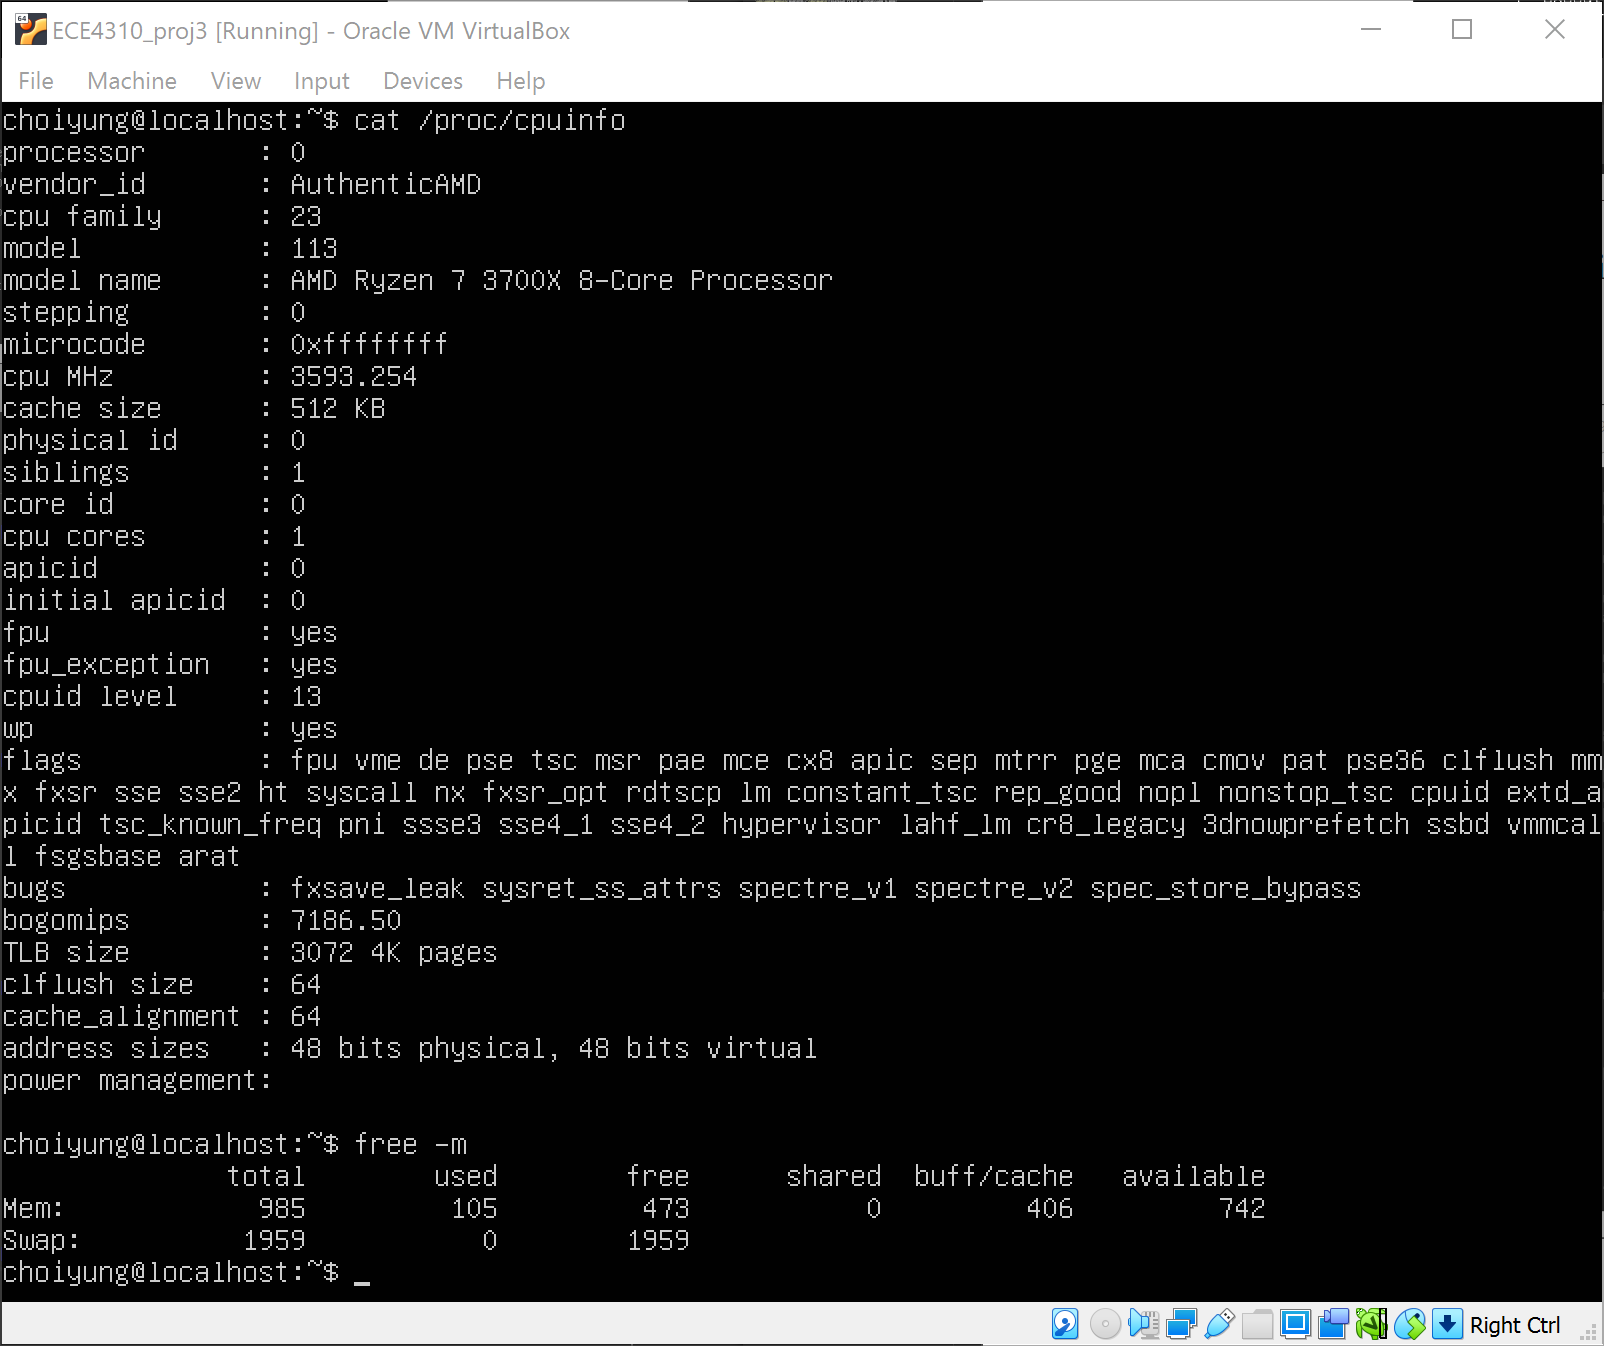 ECE4310_proj3 [Running] - Oracle VM VirtualBox
File Machine View Input Devices Help
choiyung@localhost:~$ cat /proc/cpuinfo
processor : 0
vendor_id : AuthenticAMD
cpu family : 23
model : 113
model name : AMD Ryzen 7 3700X 8-Core Processor
stepping : 0
microcode : 0xffffffff
cpu MHz : 3593.254
cache size : 512 KB
physical id : 0
siblings : 1
core id : 0
cpu cores : 1
apicid : 0
initial apicid : 0
fpu : yes
fpu_exception : yes
cpuid level : 13
wp : yes
flags : fpu vme de pse tsc msr pae mce cx8 apic sep mtrr pge mca cmov pat pse36 clflush mm
x fxsr sse sse2 ht syscall nx fxsr_opt rdtscp lm constant_tsc rep_good nopl nonstop_tsc cpuid extd_a
picid tsc_known_freq pni ssse3 sse4_1 sse4_2 hypervisor lahf_lm cr8_legacy 3dnowprefetch ssbd vmmcal
l fsgsbase arat
bugs : fxsave_leak sysret_ss_attrs spectre_v1 spectre_v2 spec_store_bypass
bogomips : 7186.50
TLB size : 3072 4K pages
clflush size : 64
cache_alignment : 64
address sizes : 48 bits physical, 48 bits virtual
power management:
choiyung@localhost:~$ free -m
total used free shared buff/cache available
Mem: 985 105 473 0 406 742
Swap: 1959 0 1959
choiyung@localhost:~$ _
Right Ctrl